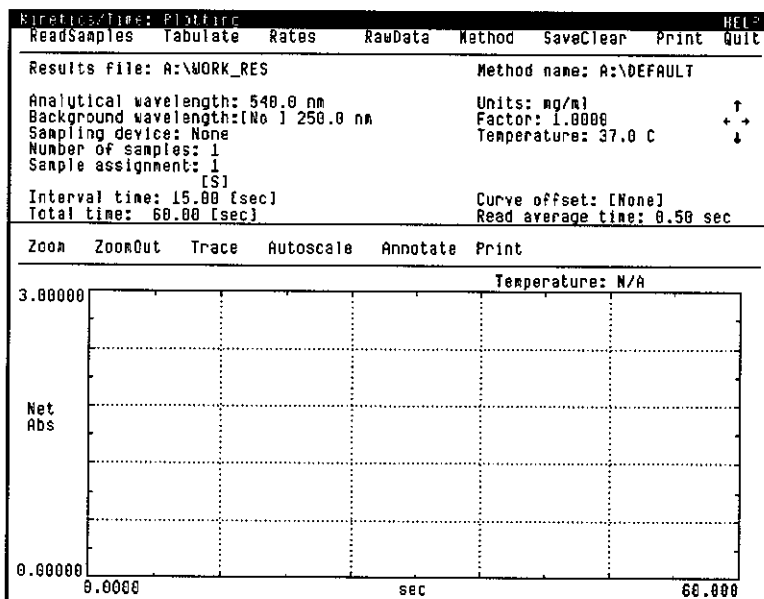 Kinetics/Time: Plotting HELP
ReadSamples Tabulate Rates RawData Method SaveClear Print Quit
Results file: A:\WORK_RES Method name: A:\DEFAULT
Analytical wavelength: 540.0 nm Units: mg/ml ↑
Background wavelength:[No ] 250.0 nm Factor: 1.0000 ← →
Sampling device: None Temperature: 37.0 C ↓
Number of samples: 1
Sample assignment: 1
[S]
Interval time: 15.00 [sec] Curve offset: [None]
Total time: 60.00 [sec] Read average time: 0.50 sec
Zoom ZoomOut Trace Autoscale Annotate Print
Temperature: N/A
3.00000
Net
Abs
0.00000
0.0000 sec 60.000